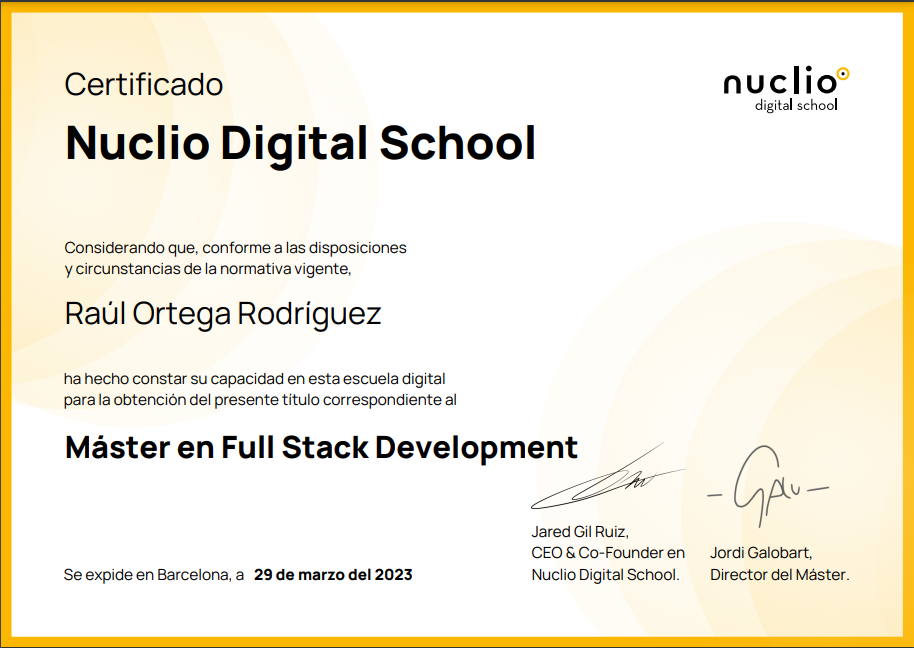 Certificado
nuclio
digital school
Nuclio Digital School
Considerando que, conforme a las disposiciones
y circunstancias de la normativa vigente,
Raúl Ortega Rodríguez
ha hecho constar su capacidad en esta escuela digital
para la obtención del presente título correspondiente al
Máster en Full Stack Development
Jared Gil Ruiz,
CEO & Co-Founder en
Nuclio Digital School.
Jordi Galobart,
Director del Máster.
Se expide en Barcelona, a 29 de marzo del 2023